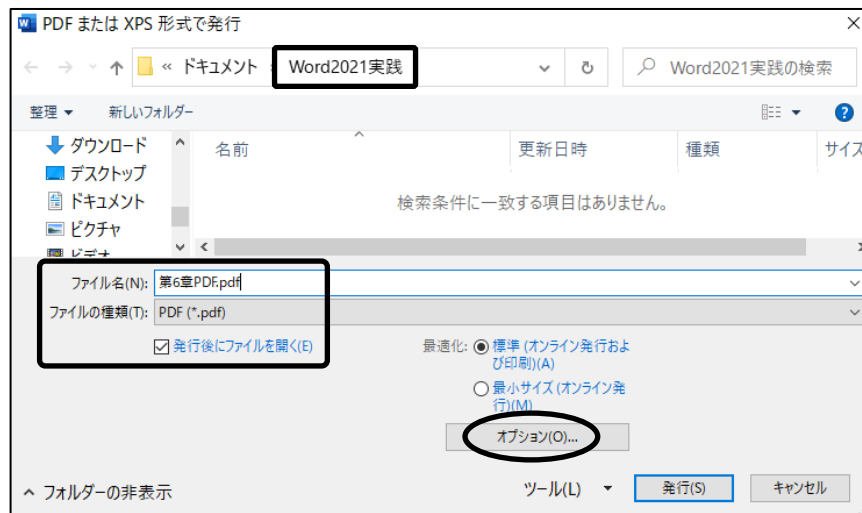 PDF または XPS 形式で発行
« ドキュメント Word2021実践
Word2021実践の検索
整理 新しいフォルダー
名前 更新日時 種類 サイズ
ダウンロード
デスクトップ
ドキュメント
ピクチャ
ビデオ
検索条件に一致する項目はありません。
ファイル名(N): 第6章PDF.pdf
ファイルの種類(T): PDF (*.pdf)
発行後にファイルを開く(E)
最適化: 標準 (オンライン発行およ
び印刷)(A)
最小サイズ (オンライン発
行)(M)
オプション(O)...
フォルダーの非表示
ツール(L) 発行(S) キャンセル